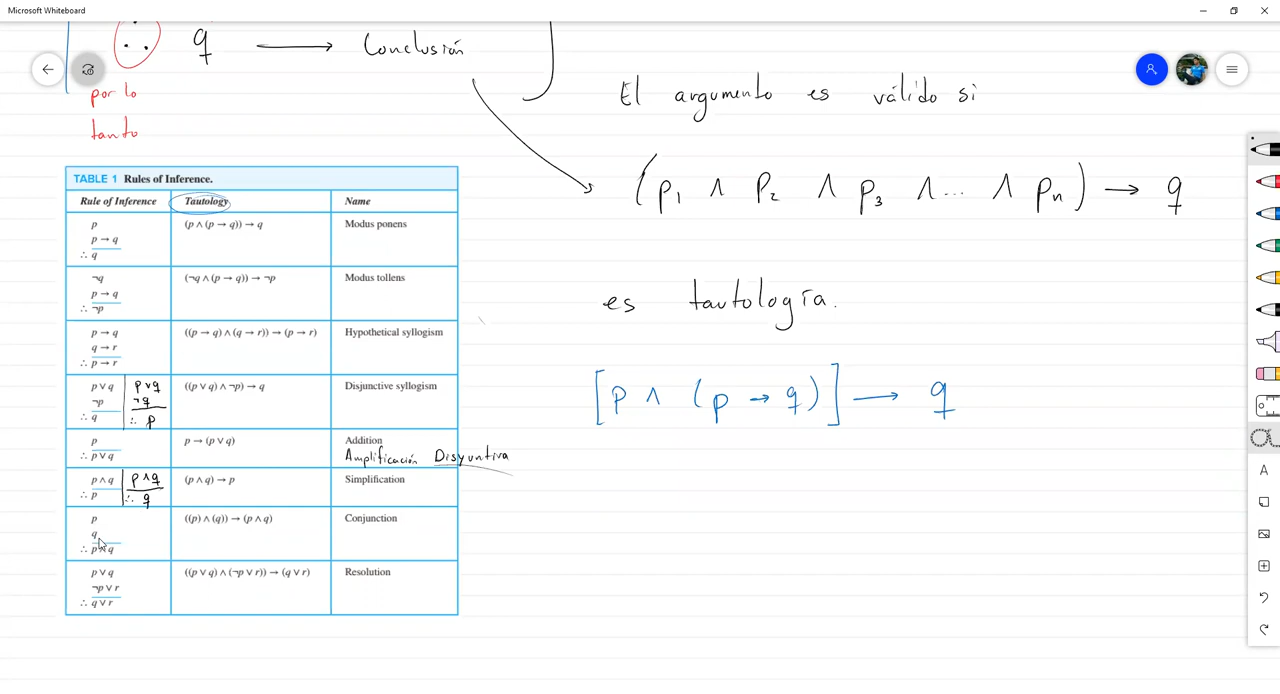 Microsoft Whiteboard
∴ q → Conclusión
por lo
tanto
El argumento es válido si
(p1 ∧ p2 ∧ p3 ∧ ... ∧ pn) → q
es tautología.
[p ∧ (p → q)] → q
TABLE 1 Rules of Inference.
Rule of Inference Tautology Name
p
p → q
∴ q
(p ∧ (p → q)) → q
Modus ponens
¬q
p → q
∴ ¬p
(¬q ∧ (p → q)) → ¬p
Modus tollens
p → q
q → r
∴ p → r
((p → q) ∧ (q → r)) → (p → r)
Hypothetical syllogism
p ∨ q
¬p
∴ q
p ∨ q
¬q
∴ p
((p ∨ q) ∧ ¬p) → q
Disjunctive syllogism
p
∴ p ∨ q
p → (p ∨ q)
Addition
Amplificación Disyuntiva
p ∧ q
∴ p
p ∧ q
∴ q
(p ∧ q) → p
Simplification
p
q
∴ p ∧ q
((p) ∧ (q)) → (p ∧ q)
Conjunction
p ∨ q
¬p ∨ r
∴ q ∨ r
((p ∨ q) ∧ (¬p ∨ r)) → (q ∨ r)
Resolution
A